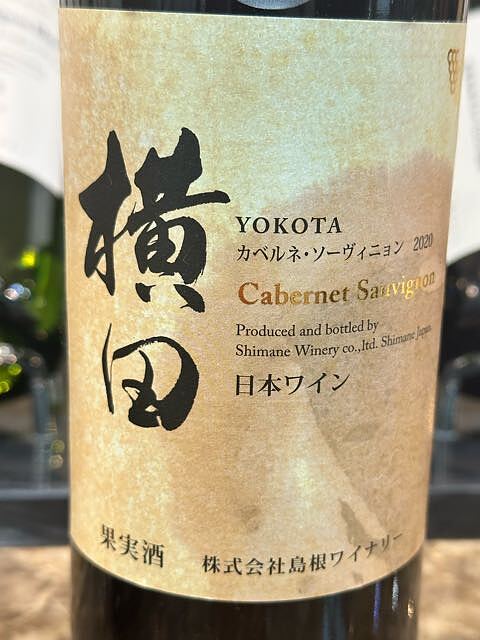 横田
YOKOTA
カベルネ・ソーヴィニョン 2020
Cabernet Sauvignon
Produced and bottled by
Shimane Winery co.,ltd. Shimane Japan.
日本ワイン
果実酒
株式会社島根ワイナリー